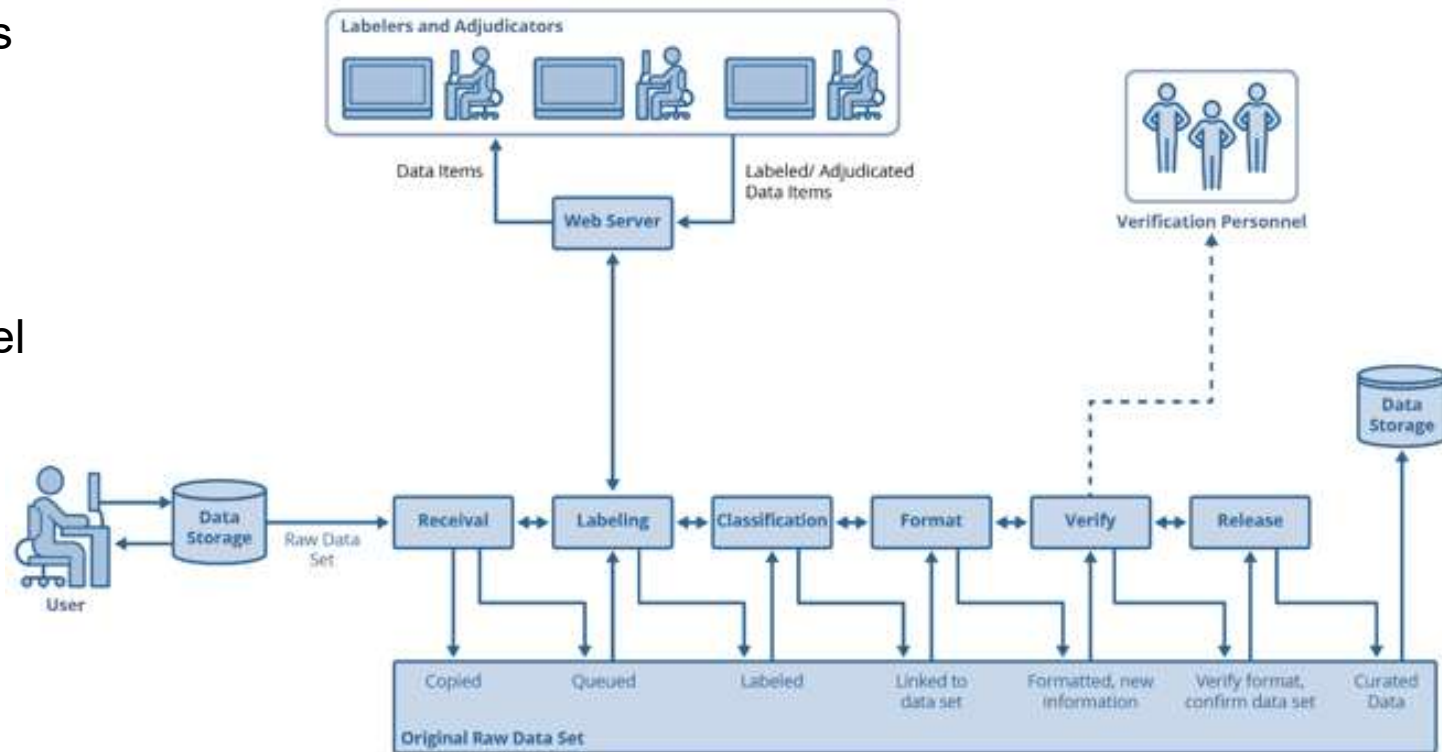 s
el
Labelers and Adjudicators
Data Items
Labeled/ Adjudicated
Data Items
Web Server
Verification Personnel
Data
Storage
User
Data
Storage
Raw Data
Set
Receival
Labeling
Classification
Format
Verify
Release
Copied
Queued
Labeled
Linked to
data set
Formatted, new
information
Verify format,
confirm data set
Curated
Data
Original Raw Data Set